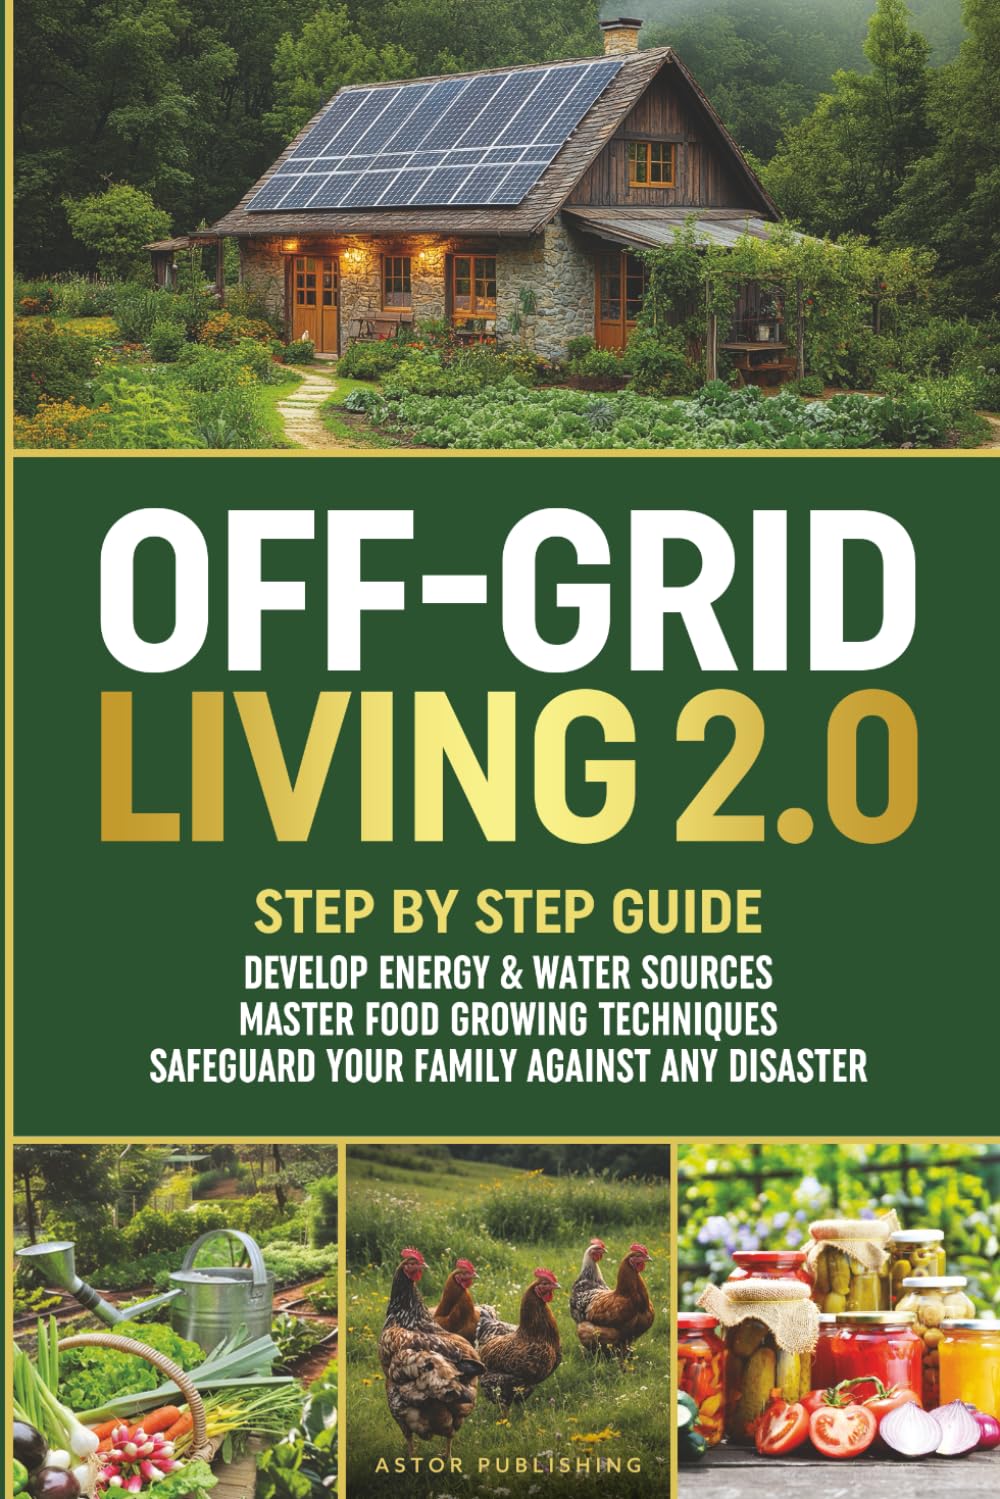 OFF-GRID
LIVING 2.0
STEP BY STEP GUIDE
DEVELOP ENERGY & WATER SOURCES
MASTER FOOD GROWING TECHNIQUES
SAFEGUARD YOUR FAMILY AGAINST ANY DISASTER
ASTOR PUBLISHING